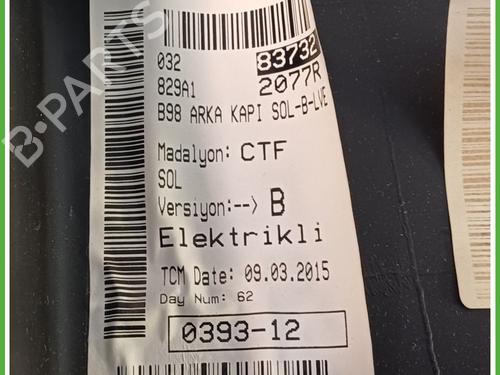 032 83732
829A1 2077R
B98 ARKA KAPI SOL-B-LVE
Madalyon: CTF
SOL
Versiyon:--> B
Elektrikli
TCM Date: 09.03.2015
Day Num: 62
0393-12
B-PARTS